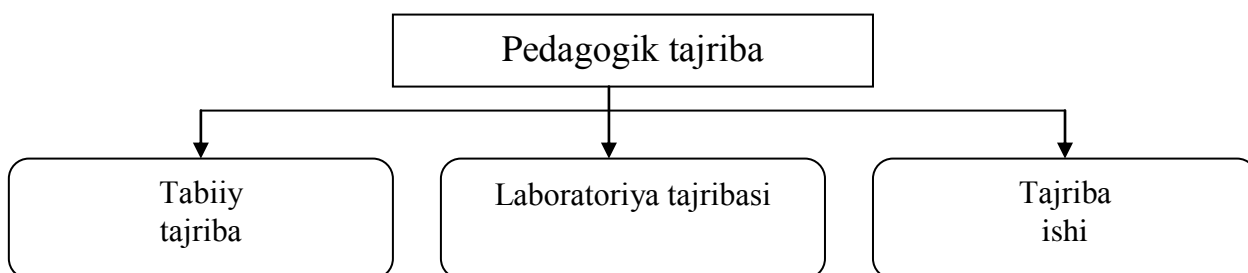 Pedagogik tajriba
Tabiiy
tajriba
Laboratoriya tajribasi
Tajriba
ishi